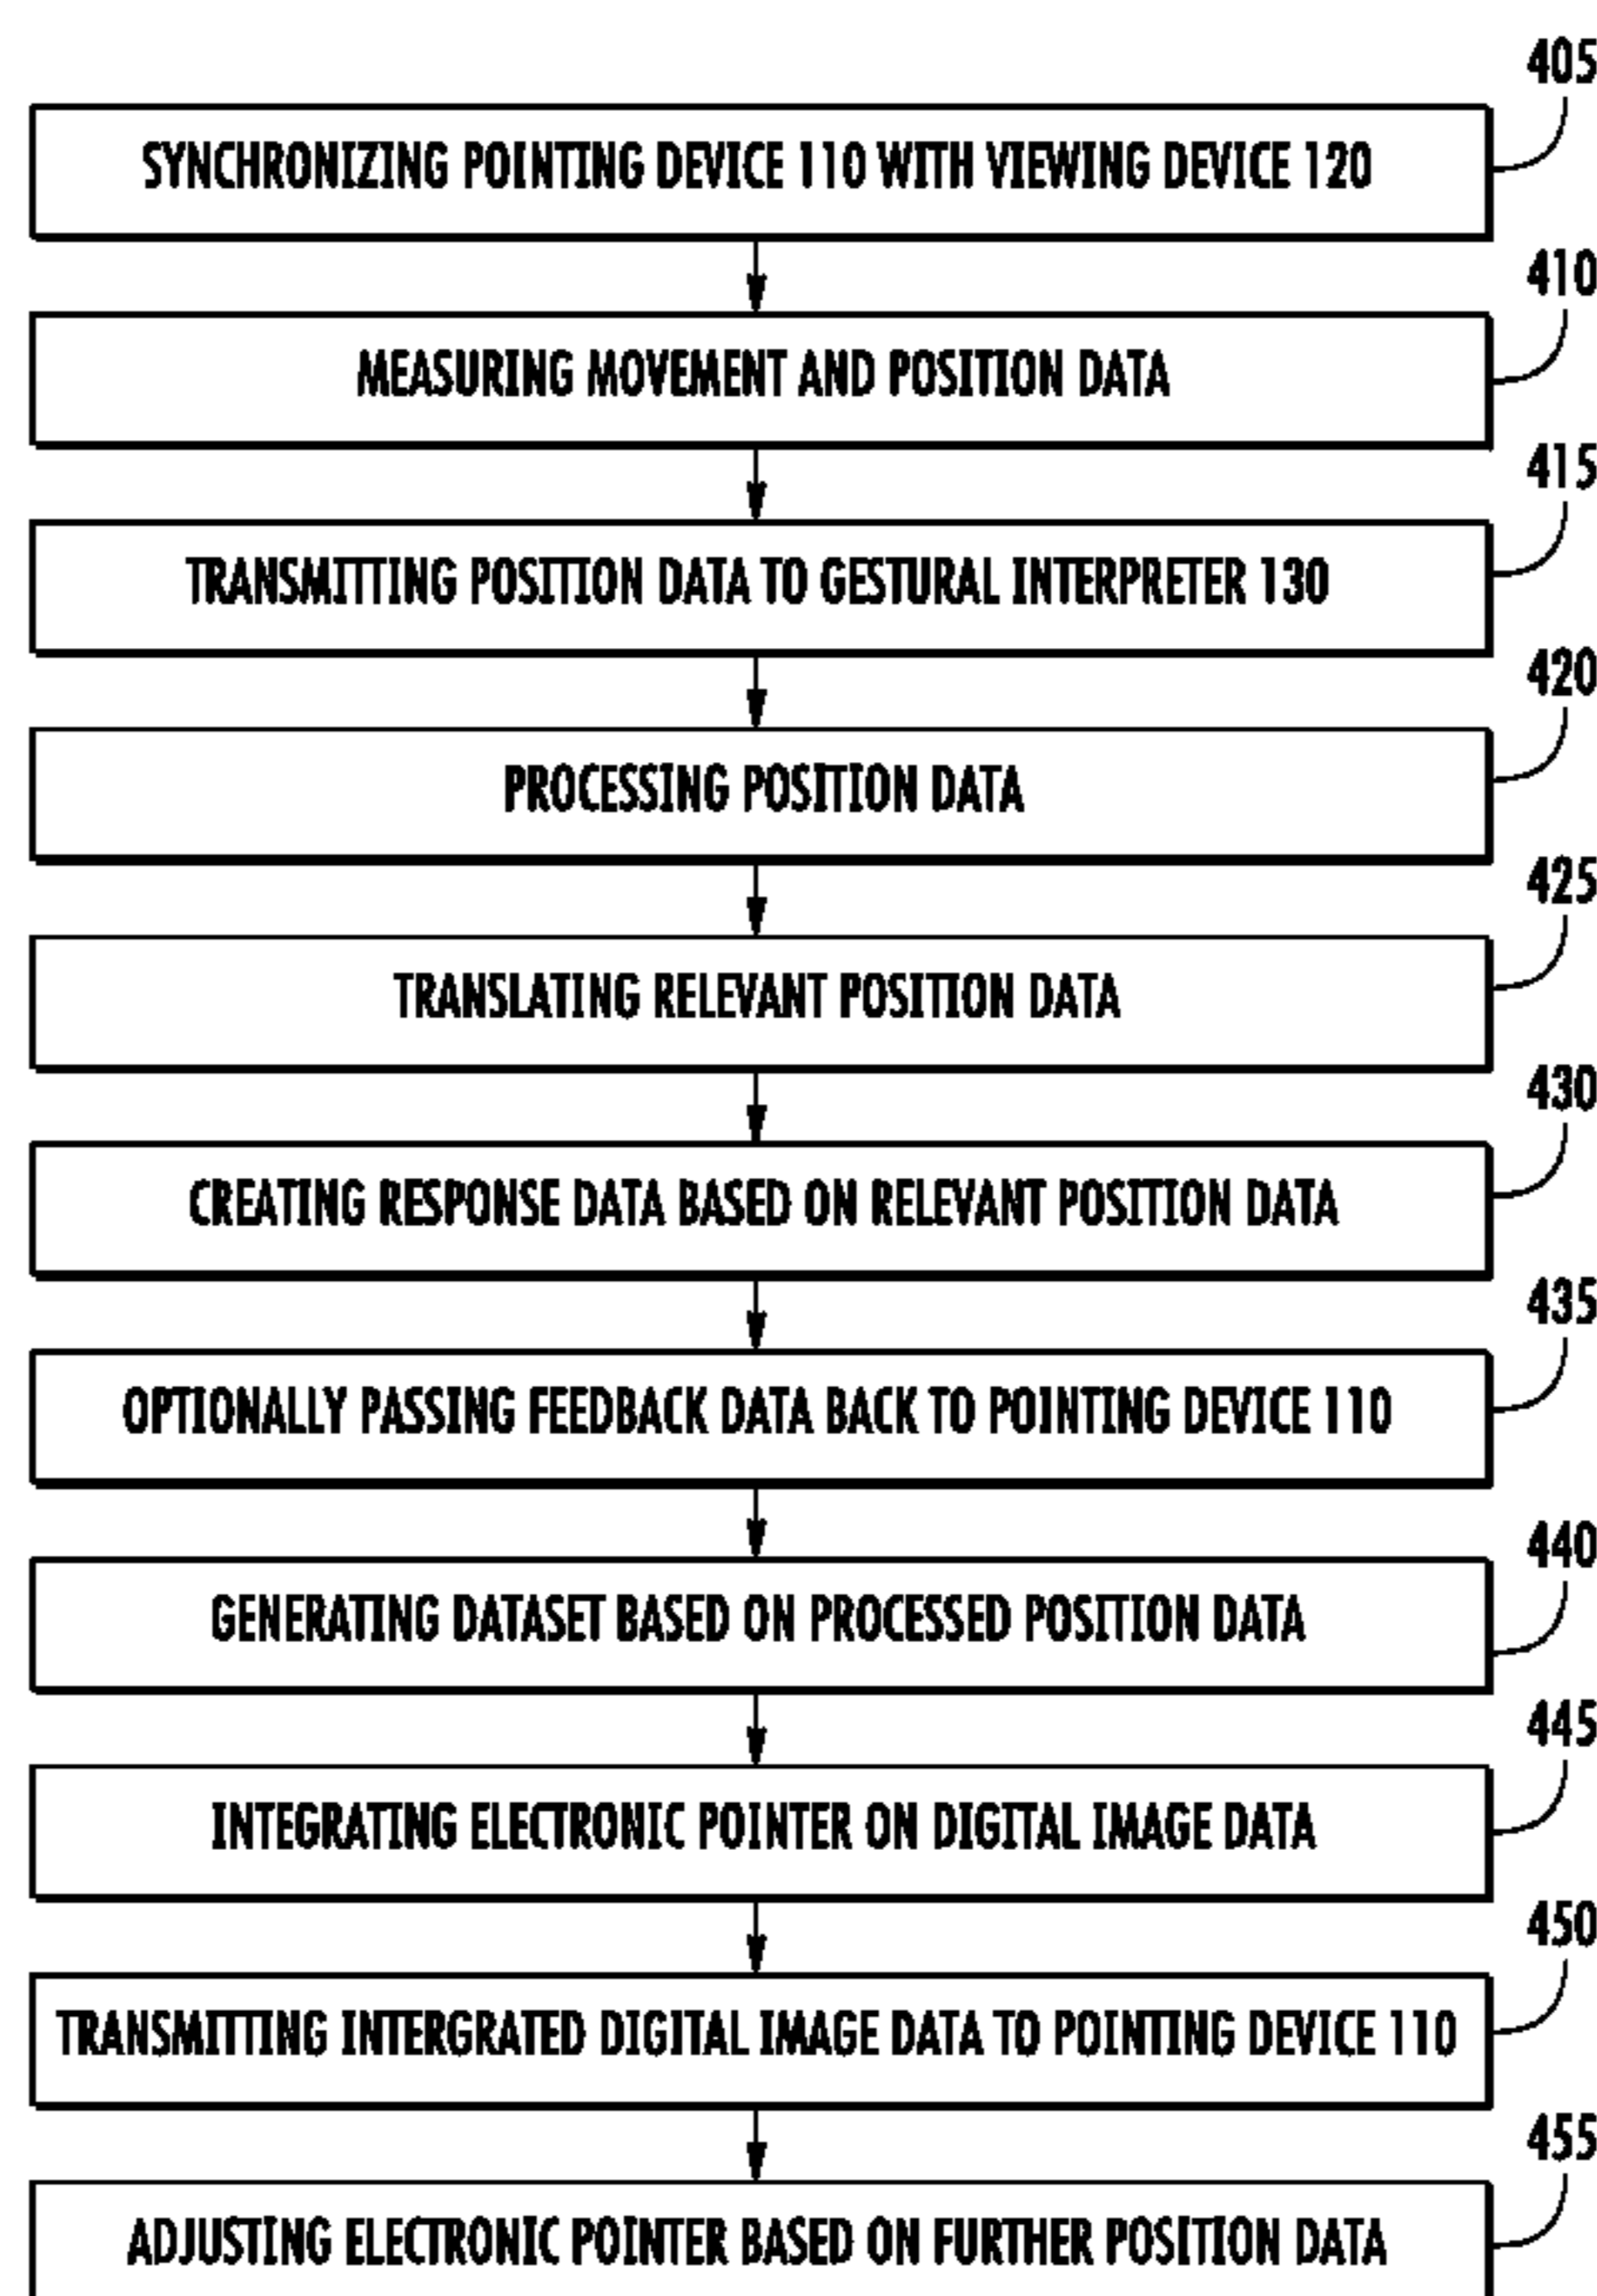 405
SYNCHRONIZING POINTING DEVICE 110 WITH VIEWING DEVICE 120
410
MEASURING MOVEMENT AND POSITION DATA
415
TRANSMITTING POSITION DATA TO GESTURAL INTERPRETER 130
420
PROCESSING POSITION DATA
425
TRANSLATING RELEVANT POSITION DATA
430
CREATING RESPONSE DATA BASED ON RELEVANT POSITION DATA
435
OPTIONALLY PASSING FEEDBACK DATA BACK TO POINTING DEVICE 110
440
GENERATING DATASET BASED ON PROCESSED POSITION DATA
445
INTEGRATING ELECTRONIC POINTER ON DIGITAL IMAGE DATA
450
TRANSMITTING INTERGRATED DIGITAL IMAGE DATA TO POINTING DEVICE 110
455
ADJUSTING ELECTRONIC POINTER BASED ON FURTHER POSITION DATA